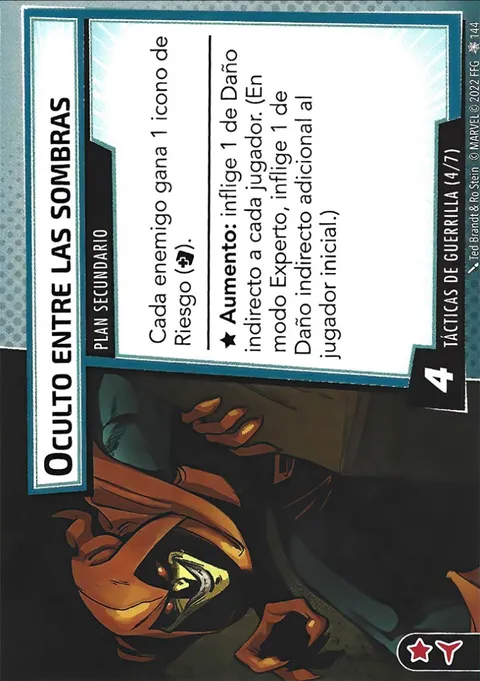 OCULTO ENTRE LAS SOMBRAS
PLAN SECUNDARIO
Cada enemigo gana 1 icono de
Riesgo ().
★ Aumento: inflige 1 de Daño
indirecto a cada jugador. (En
modo Experto, inflige 1 de
Daño indirecto adicional al
jugador inicial.)
4
TÁCTICAS DE GUERRILLA (4/7)
Ted Brandt & Ro Stein © MARVEL © 2022 FFG 144